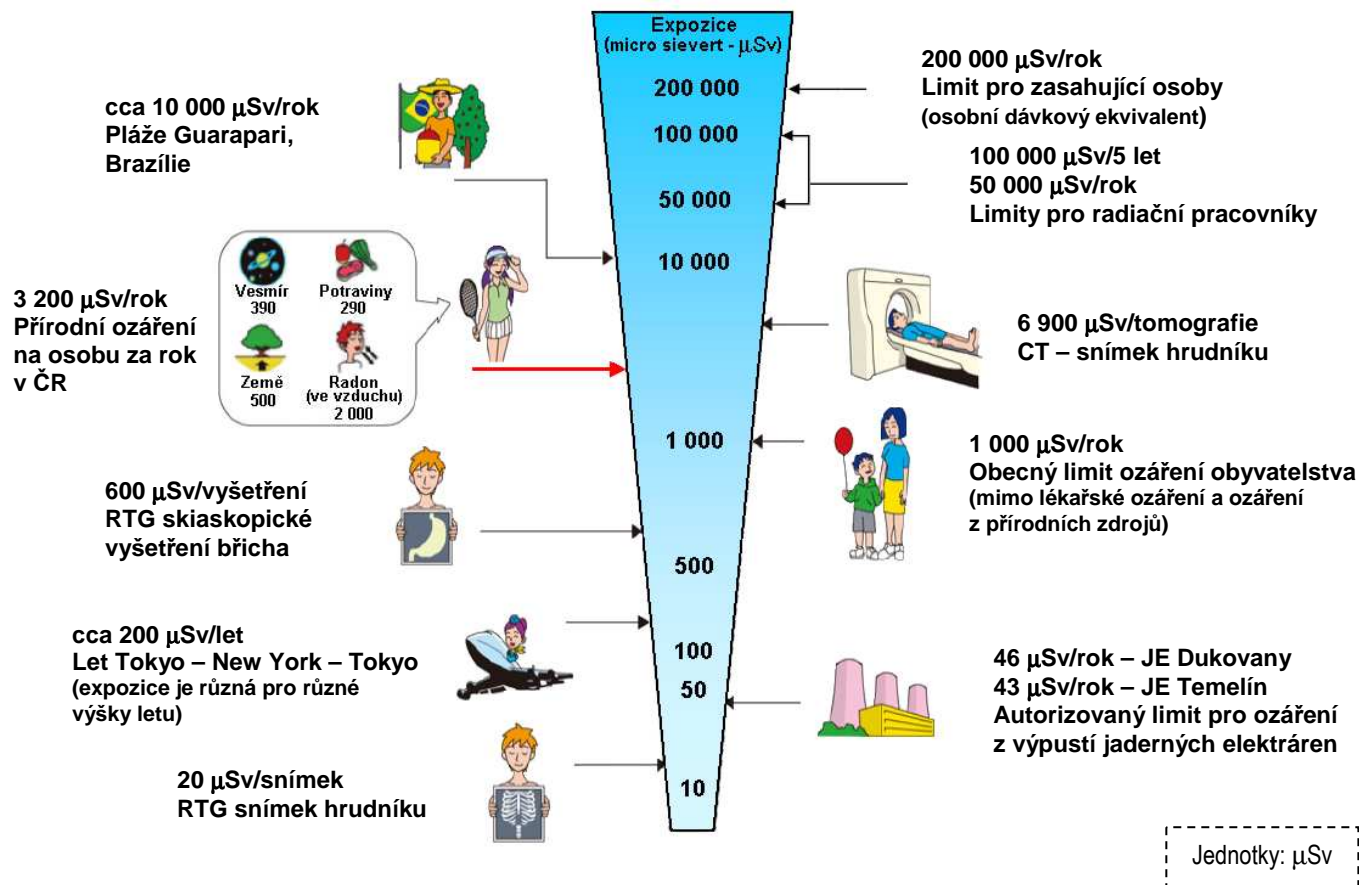 Expozice
(micro sievert - µSv)
200 000
100 000
50 000
10 000
1 000
500
100
50
10
cca 10 000 µSv/rok
Pláže Guarapari,
Brazílie
3 200 µSv/rok
Přírodní ozáření
na osobu za rok
v ČR
Vesmír
390
Potraviny
290
Země
500
Radon
(ve vzduchu)
2 000
600 µSv/vyšetření
RTG skiaskopické
vyšetření břicha
cca 200 µSv/let
Let Tokyo – New York – Tokyo
(expozice je různá pro různé
výšky letu)
20 µSv/snímek
RTG snímek hrudníku
200 000 µSv/rok
Limit pro zasahující osoby
(osobní dávkový ekvivalent)
100 000 µSv/5 let
50 000 µSv/rok
Limity pro radiační pracovníky
6 900 µSv/tomografie
CT – snímek hrudníku
1 000 µSv/rok
Obecný limit ozáření obyvatelstva
(mimo lékařské ozáření a ozáření
z přírodních zdrojů)
46 µSv/rok – JE Dukovany
43 µSv/rok – JE Temelín
Autorizovaný limit pro ozáření
z výpustí jaderných elektráren
Jednotky: µSv